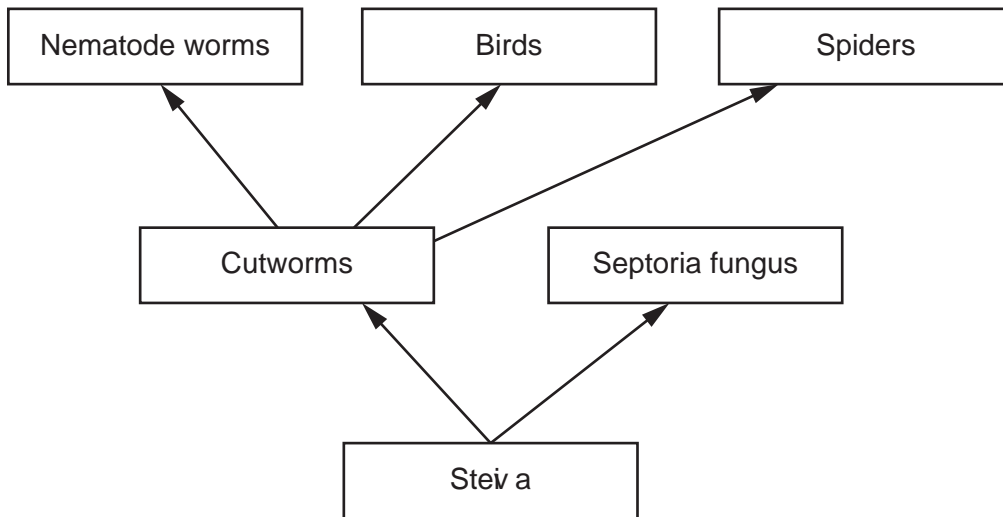 Nematode worms
Birds
Spiders
Cutworms
Septoria fungus
Steiv a